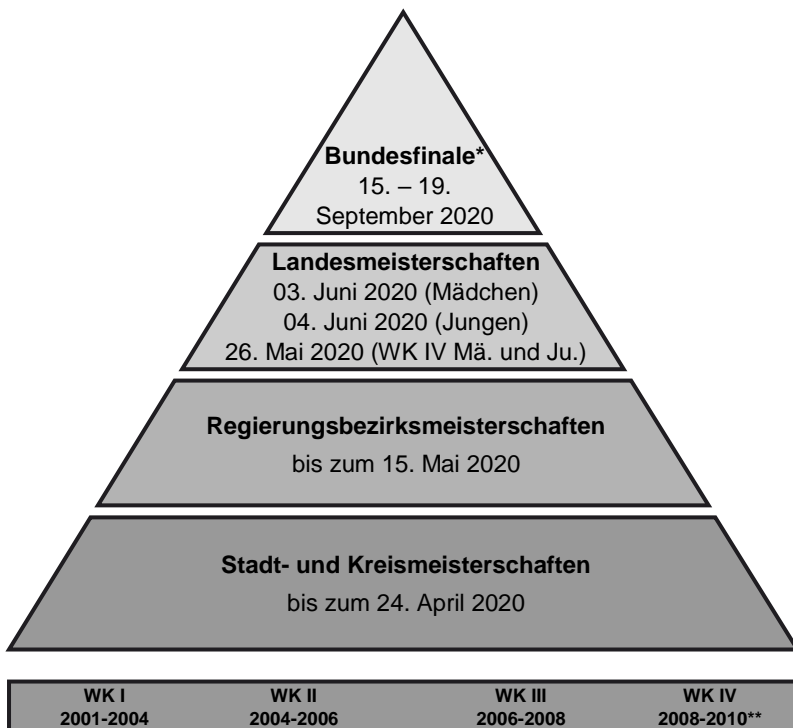 Bundesfinale*
15. – 19.
September 2020
Landesmeisterschaften
03. Juni 2020 (Mädchen)
04. Juni 2020 (Jungen)
26. Mai 2020 (WK IV Mä. und Ju.)
Regierungsbezirksmeisterschaften
bis zum 15. Mai 2020
Stadt- und Kreismeisterschaften
bis zum 24. April 2020
WK I WK II WK III WK IV
2001-2004 2004-2006 2006-2008 2008-2010**